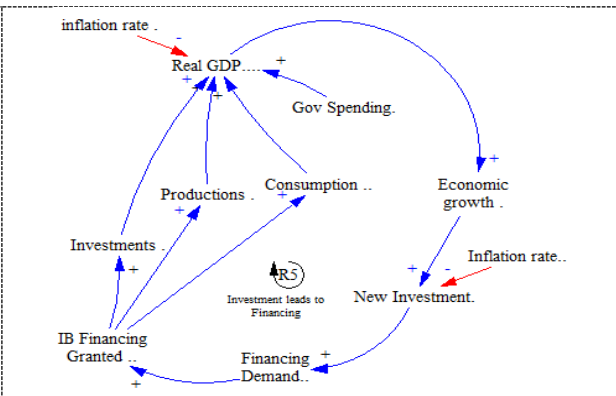 inflation rate .
-
Real GDP.....
+
+
+
Gov Spending.
+
Productions .
+
Consumption ..
+
Economic
growth .
Investments .
+
+
R5
Investment leads to
Financing
Inflation rate..
+
-
New Investment.
IB Financing
Granted ..
Financing
Demand..
+
+